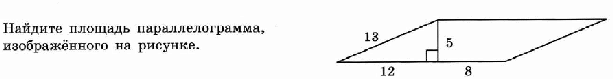 Найдите площадь параллелограмма,
изображённого на рисунке.
13
5
12
8